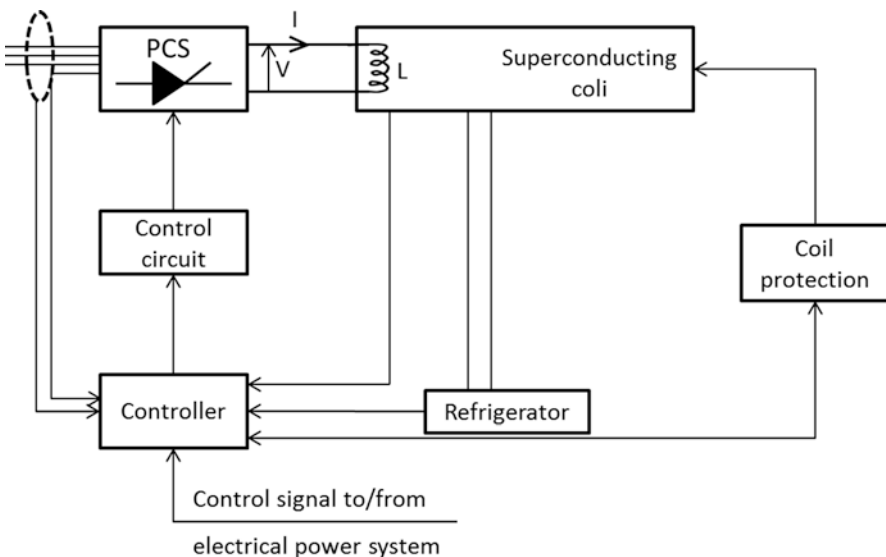 I
PCS
V
L
Superconducting
coli
Control
circuit
Coil
protection
Controller
Refrigerator
Control signal to/from
electrical power system